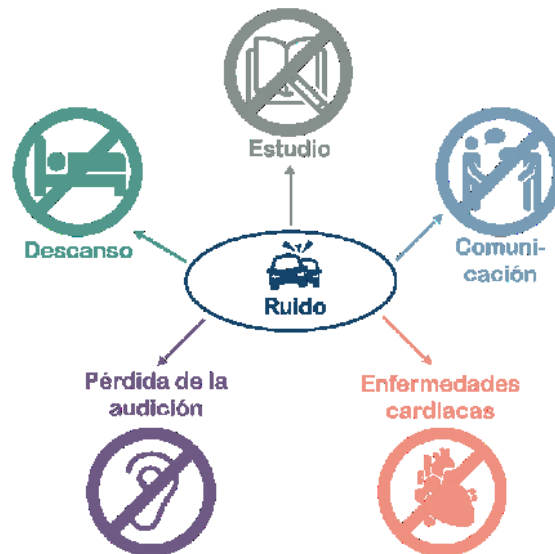 Estudio
Descanso
Comuni-
cación
Ruido
Pérdida de la
audición
Enfermedades
cardiacas